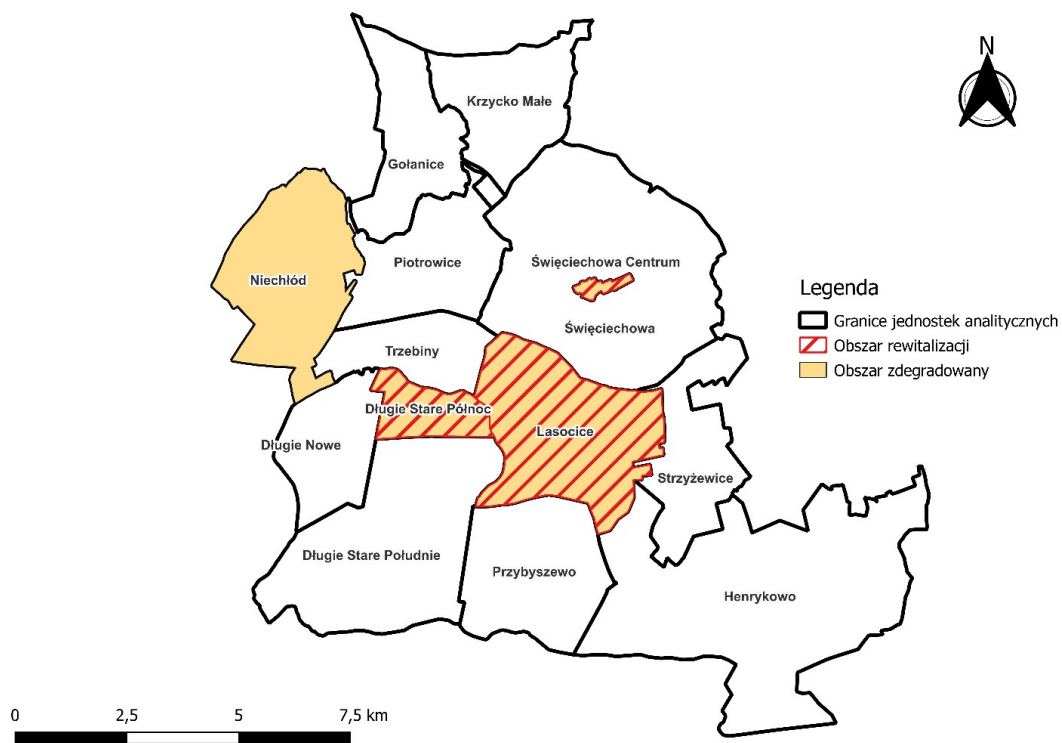 N
Krzycko Małe
Gołanice
Niechłód
Piotrowice
Święciechowa Centrum
Święciechowa
Trzebiny
Długie Stare Północ
Lasocice
Długie Nowe
Strzyżewice
Długie Stare Południe
Przybyszewo
Henrykowo
Legenda
Granice jednostek analitycznych
Obszar rewitalizacji
Obszar zdegradowany
0 2,5 5 7,5 km